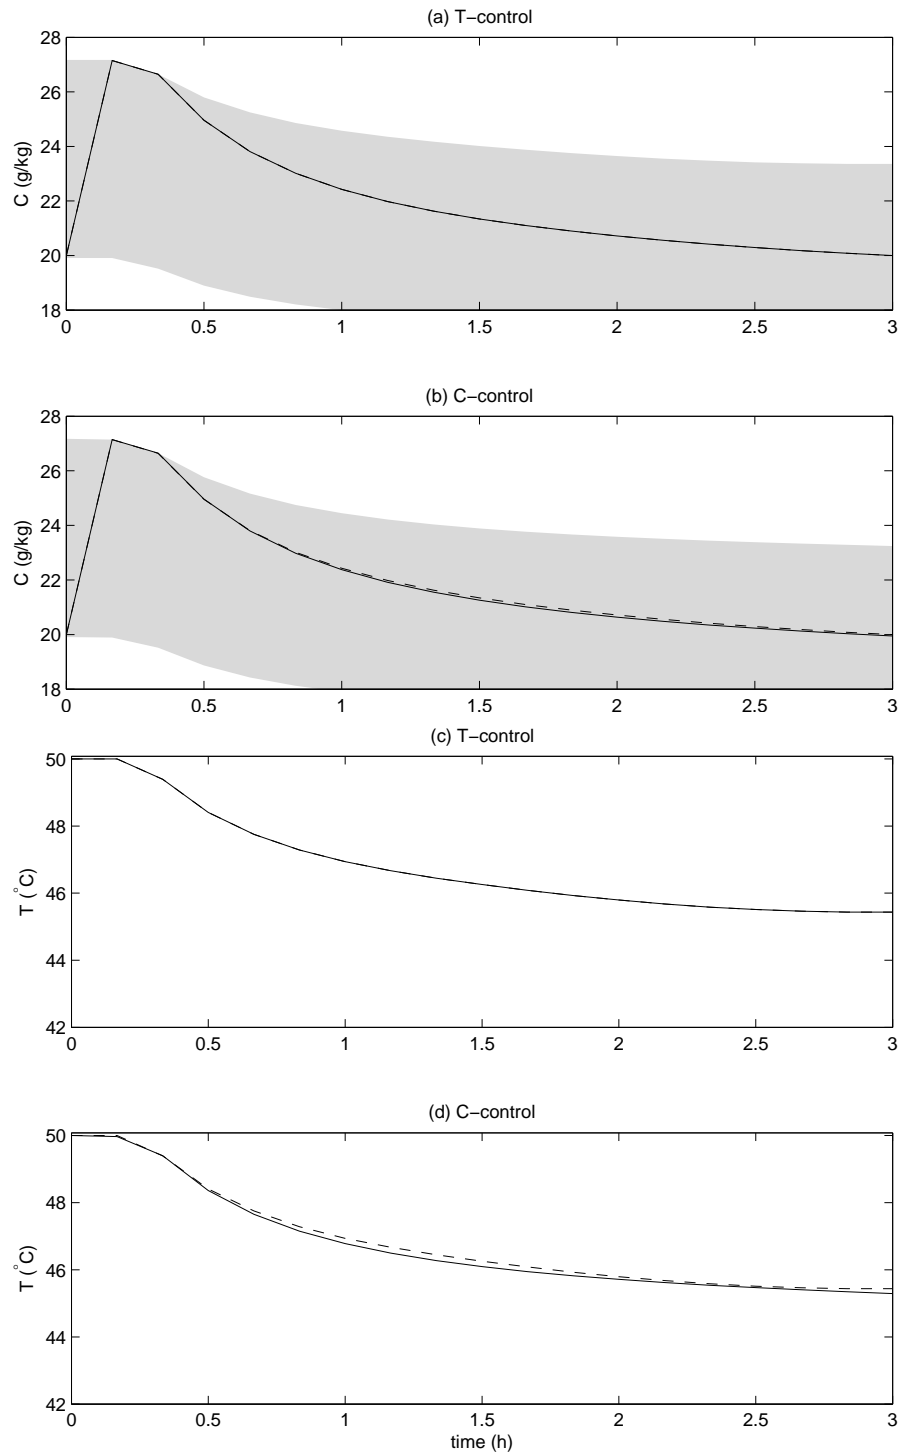 (a) T−control
28
26
24
22
20
18
C (g/kg)
0 0.5 1 1.5 2 2.5 3
(b) C−control
28
26
24
22
20
18
C (g/kg)
0 0.5 1 1.5 2 2.5 3
(c) T−control
50
48
46
44
42
T (°C)
0 0.5 1 1.5 2 2.5 3
(d) C−control
50
48
46
44
42
T (°C)
0 0.5 1 1.5 2 2.5 3
time (h)